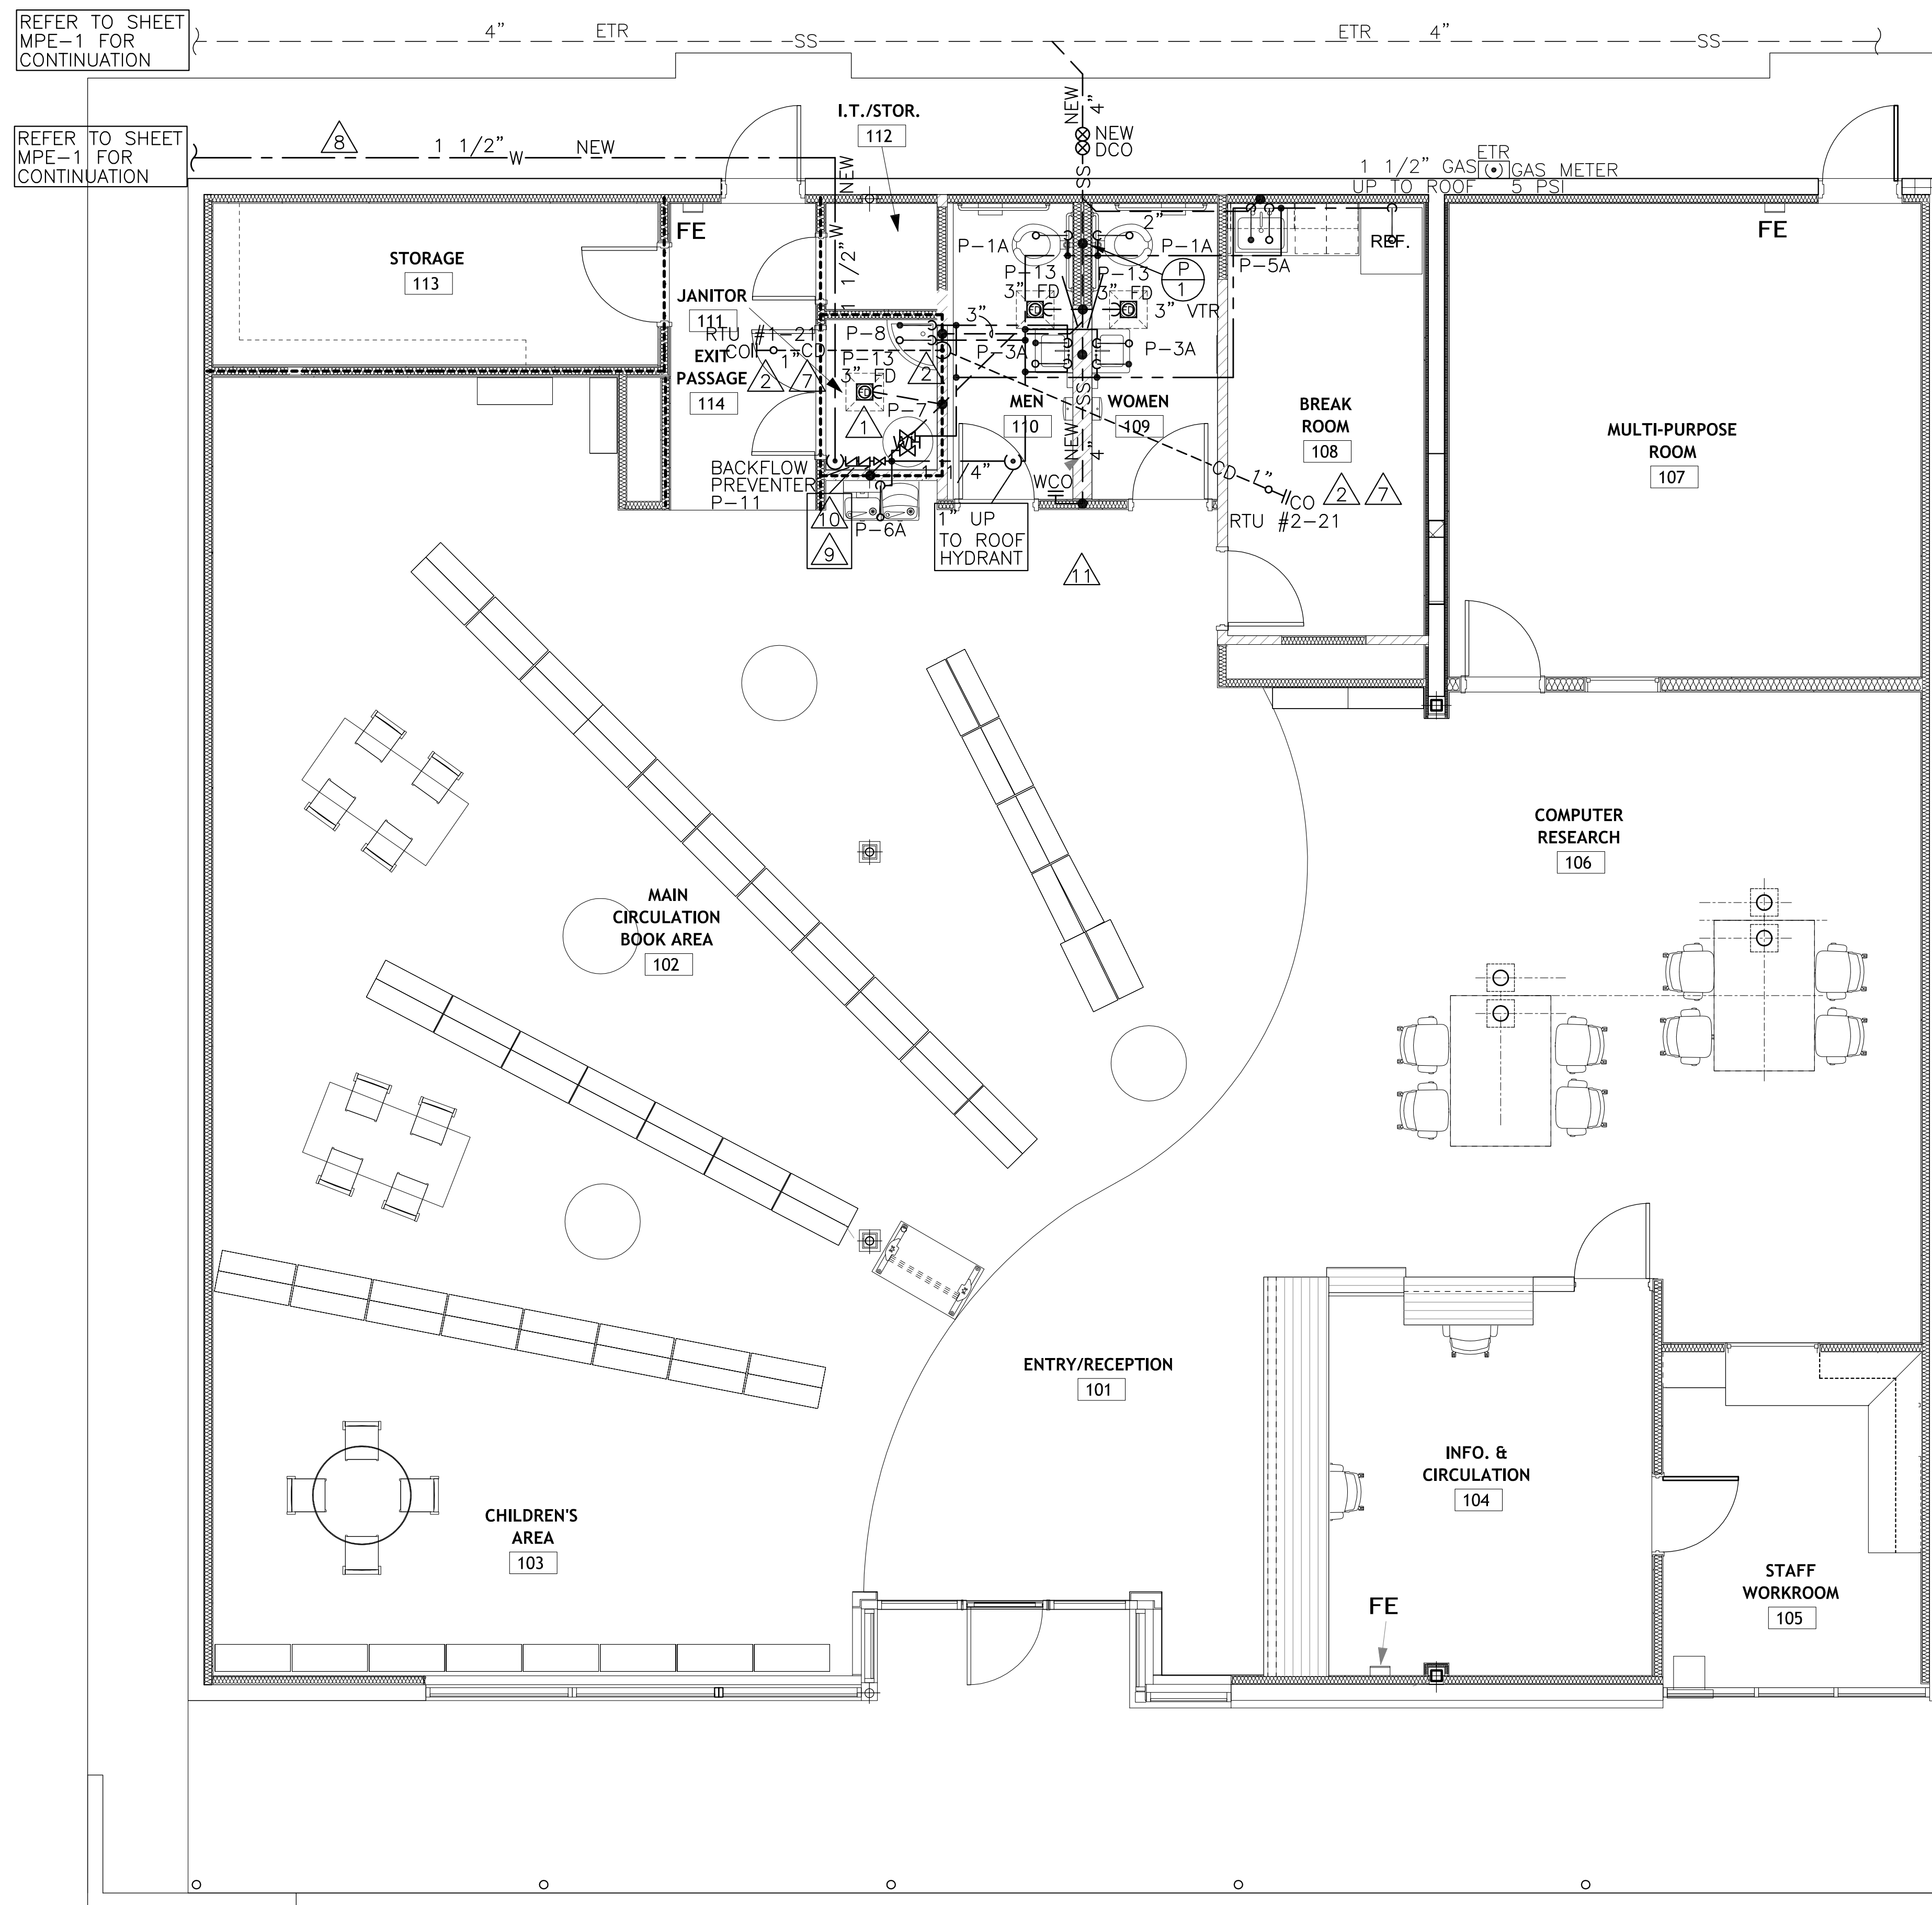 REFER TO SHEET
MPE-1 FOR
CONTINUATION
4" ETR SS ETR 4" SS
REFER TO SHEET
MPE-1 FOR
CONTINUATION
8
1 1/2" W NEW
I.T./STOR.
112
NEW
NEW
4"
NEW
DCO
SS
1 1/2" GAS
UP TO ROOF
ETR
GAS METER
5 PSI
STORAGE
113
FE
W
1 1/2"
P-1A
P-1A
2"
P-5A
REF.
FE
P
1
JANITOR
111
RTU #1-21
CO
1" CD
EXIT
PASSAGE
114
2
7
P-8
P-13
3" FD
2
P-7
1
WH
3"
P-13
3" FD
P-13
3" FD
3" VTR
P-3A
P-3A
MEN
110
WOMEN
109
SS
NEW
4"
BREAK
ROOM
108
MULTI-PURPOSE
ROOM
107
BACKFLOW
PREVENTER
P-11
1 1/4"
WCO
CD 1"
CO
2
7
RTU #2-21
10
9
P-6A
1" UP
TO ROOF
HYDRANT
11
COMPUTER
RESEARCH
106
MAIN
CIRCULATION
BOOK AREA
102
ENTRY/RECEPTION
101
INFO. &
CIRCULATION
104
CHILDREN'S
AREA
103
STAFF
WORKROOM
105
FE